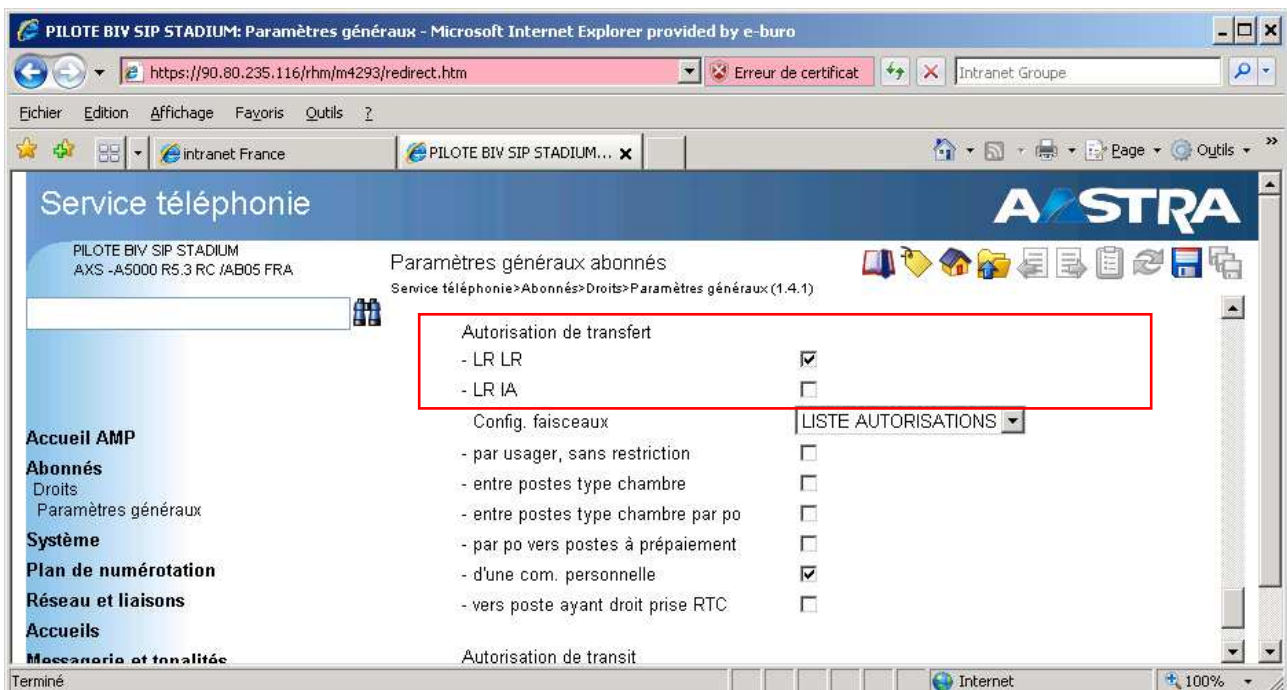 PILOTE BIV SIP STADIUM: Paramètres généraux - Microsoft Internet Explorer provided by e-buro
https://90.80.235.116/rhm/m4293/redirect.htm
Erreur de certificat
Intranet Groupe
Fichier Edition Affichage Favoris Outils ?
intranet France
PILOTE BIV SIP STADIUM...
Page
Outils
»
Service téléphonie
AASTRA
PILOTE BIV SIP STADIUM
AXS -A5000 R5.3 RC /AB05 FRA
Paramètres généraux abonnés
Service téléphonie>Abonnés>Droits>Paramètres généraux (1.4.1)
Autorisation de transfert
- LR LR
- LR IA
Config. faisceaux
LISTE AUTORISATIONS
- par usager, sans restriction
- entre postes type chambre
- entre postes type chambre par po
- par po vers postes à prépaiement
- d'une com. personnelle
- vers poste ayant droit prise RTC
Autorisation de transit
Accueil AMP
Abonnés
Droits
Paramètres généraux
Système
Plan de numérotation
Réseau et liaisons
Accueils
Messagerie et tonalités
Terminé
Internet
100%